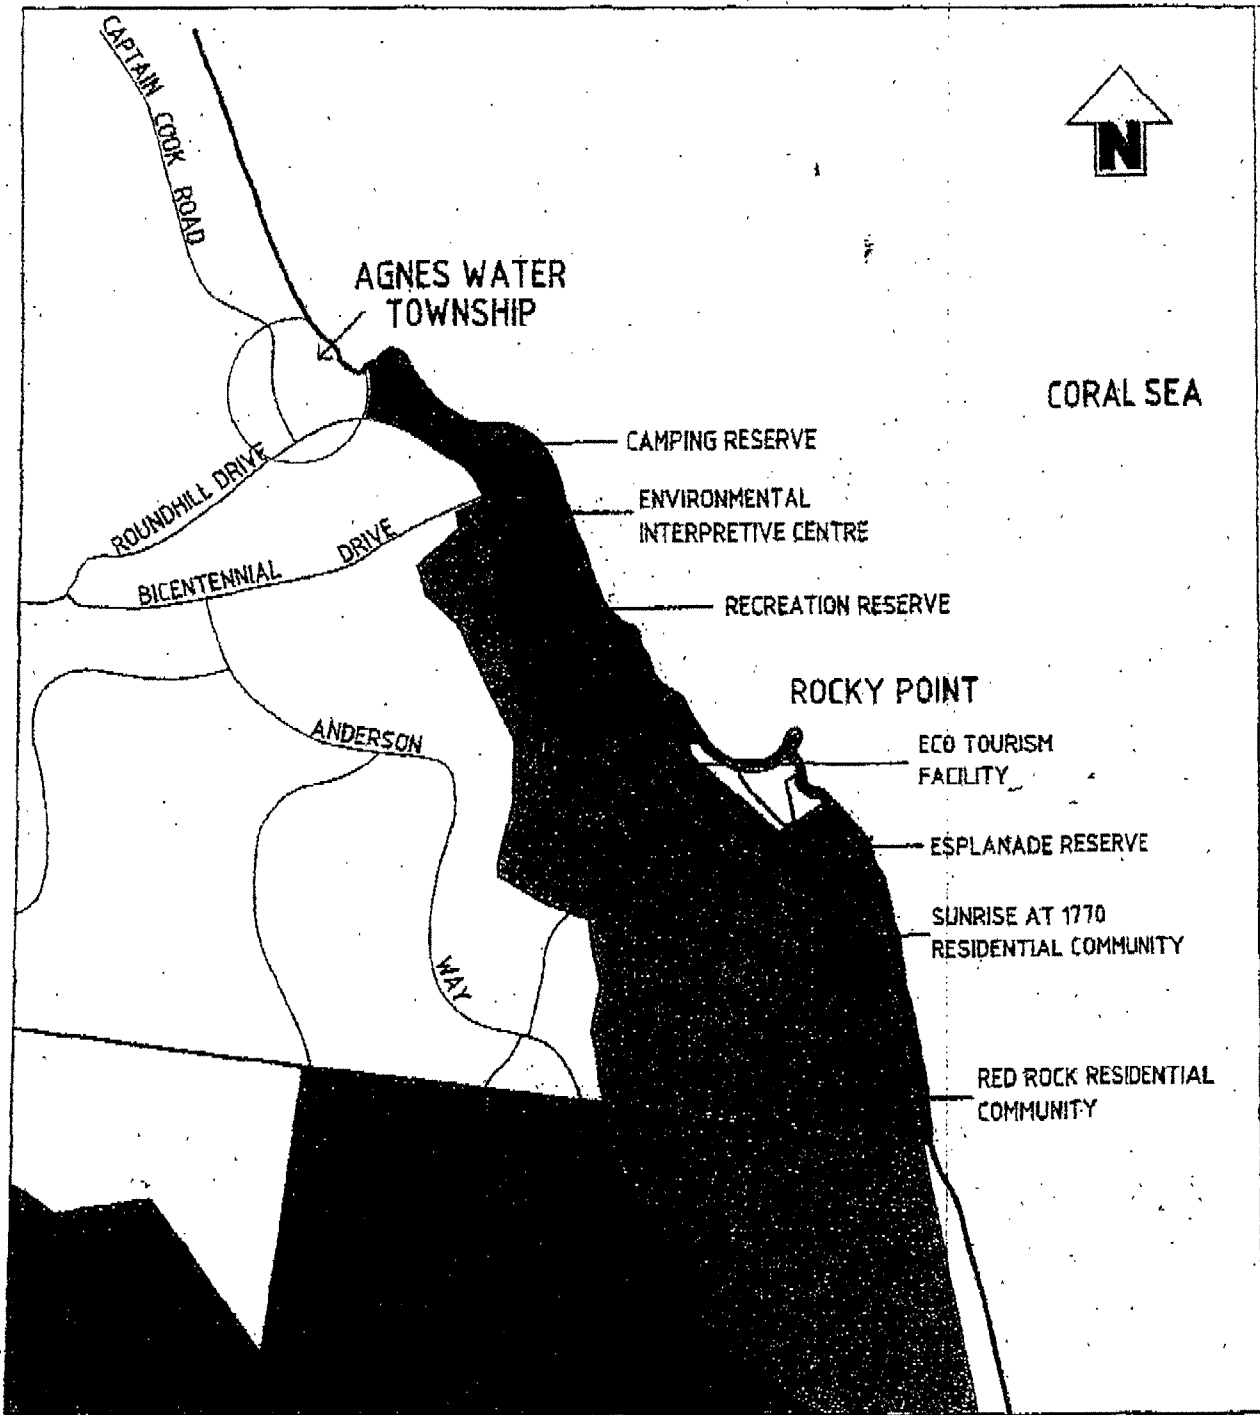 CAPTAIN COOK ROAD
N
AGNES WATER
TOWNSHIP
CORAL SEA
CAMPING RESERVE
ROUNDHILL DRIVE
ENVIRONMENTAL
INTERPRETIVE CENTRE
BICENTENNIAL DRIVE
RECREATION RESERVE
ROCKY POINT
ANDERSON WAY
ECO TOURISM
FACILITY
ESPLANADE RESERVE
SUNRISE AT 1770
RESIDENTIAL COMMUNITY
RED ROCK RESIDENTIAL
COMMUNITY